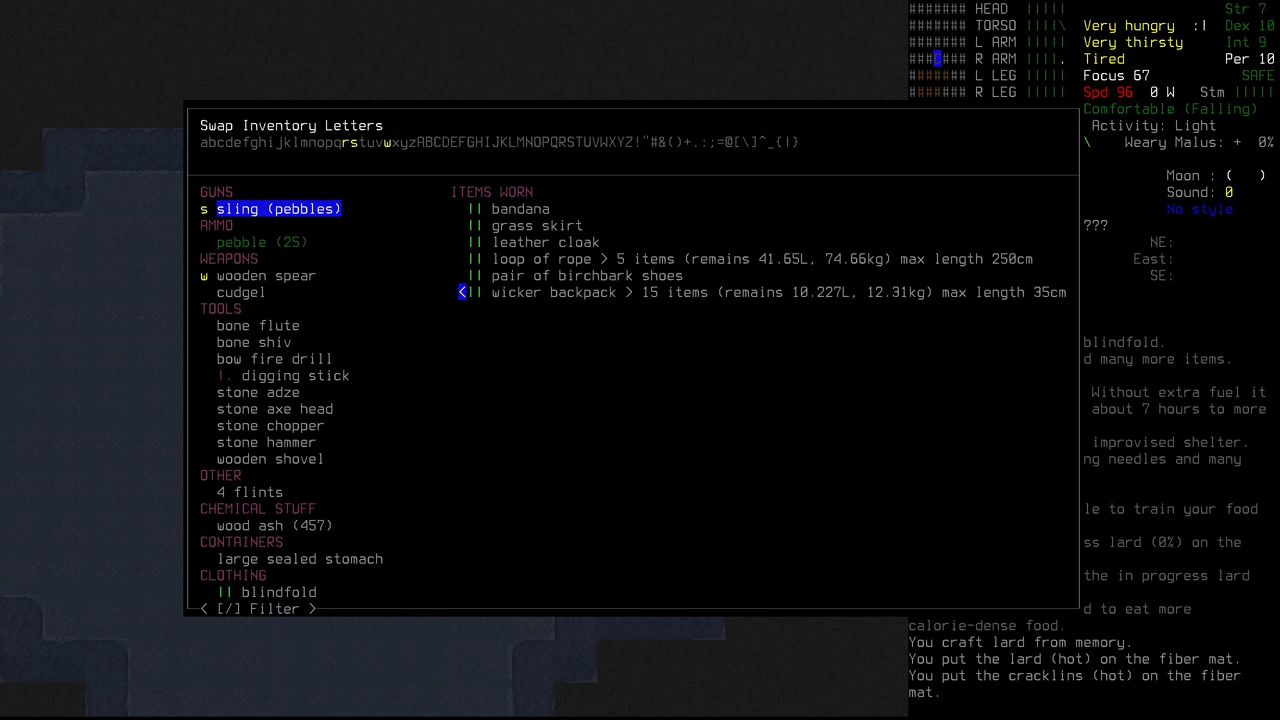 ####### HEAD ||||| Str 7
####### TORSO ||||\ Very hungry :| Dex 10
####### L ARM ||||| Very thirsty Int 9
####### R ARM ||||. Tired Per 10
####### L LEG ||||| Focus 67 SAFE
####### R LEG ||||| Spd 96 0 W Stm |||||
Comfortable (Falling)
Activity: Light
\ Weary Malus: + 0%
Moon : ( )
Sound: 0
No style
???
NE:
East:
SE:
Swap Inventory Letters
abcdefghijklmnopqrstuvwxyzABCDEFGHIJKLMNOPQRSTUVWXYZ!"#&()+.:;=@[\]^_{|}
GUNS
s sling (pebbles)
AMMO
pebble (25)
WEAPONS
w wooden spear
cudgel
TOOLS
bone flute
bone shiv
bow fire drill
|. digging stick
stone adze
stone axe head
stone chopper
stone hammer
wooden shovel
OTHER
4 flints
CHEMICAL STUFF
wood ash (457)
CONTAINERS
large sealed stomach
CLOTHING
|| blindfold
< [/] Filter >
ITEMS WORN
|| bandana
|| grass skirt
|| leather cloak
|| loop of rope > 5 items (remains 41.65L, 74.66kg) max length 250cm
|| pair of birchbark shoes
<|| wicker backpack > 15 items (remains 10.227L, 12.31kg) max length 35cm
blindfold.
d many more items.
Without extra fuel it
about 7 hours to more
improvised shelter.
ng needles and many
le to train your food
ss lard (0%) on the
the in progress lard
d to eat more
calorie-dense food.
You craft lard from memory.
You put the lard (hot) on the fiber mat.
You put the cracklins (hot) on the fiber
mat.